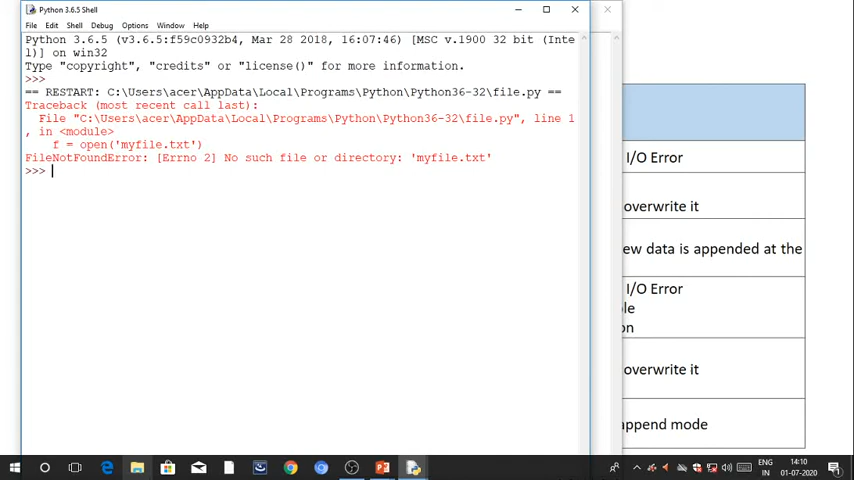 Python 3.6.5 Shell
File Edit Shell Debug Options Window Help
Python 3.6.5 (v3.6.5:f59c0932b4, Mar 28 2018, 16:07:46) [MSC v.1900 32 bit (Inte
l)] on win32
Type "copyright", "credits" or "license()" for more information.
>>>
== RESTART: C:\Users\acer\AppData\Local\Programs\Python\Python36-32\file.py ==
Traceback (most recent call last):
File "C:\Users\acer\AppData\Local\Programs\Python\Python36-32\file.py", line 1
, in <module>
f = open('myfile.txt')
FileNotFoundError: [Errno 2] No such file or directory: 'myfile.txt'
>>>
I/O Error
overwrite it
ew data is appended at the
I/O Error
le
on
overwrite it
append mode
ENG
IN
14:10
01-07-2020